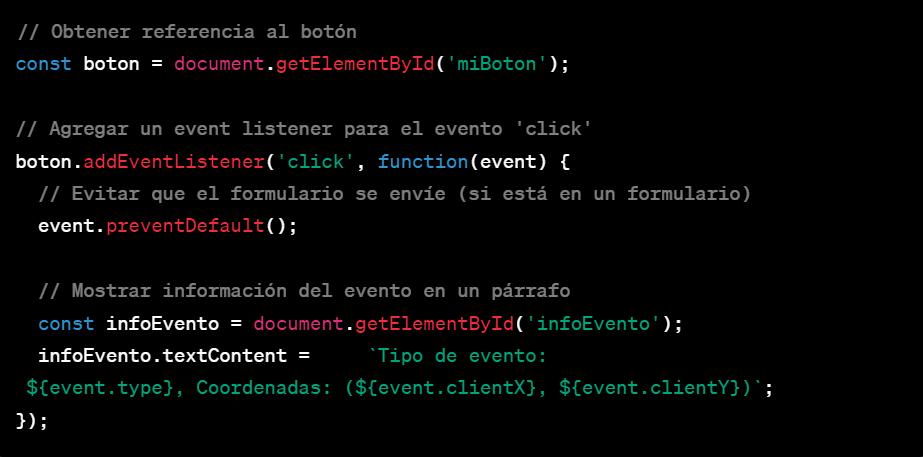 // Obtener referencia al botón
const boton = document.getElementById('miBoton');
// Agregar un event listener para el evento 'click'
boton.addEventListener('click', function(event) {
// Evitar que el formulario se envíe (si está en un formulario)
event.preventDefault();
// Mostrar información del evento en un párrafo
const infoEvento = document.getElementById('infoEvento');
infoEvento.textContent = `Tipo de evento:
${event.type}, Coordenadas: (${event.clientX}, ${event.clientY})`;
});